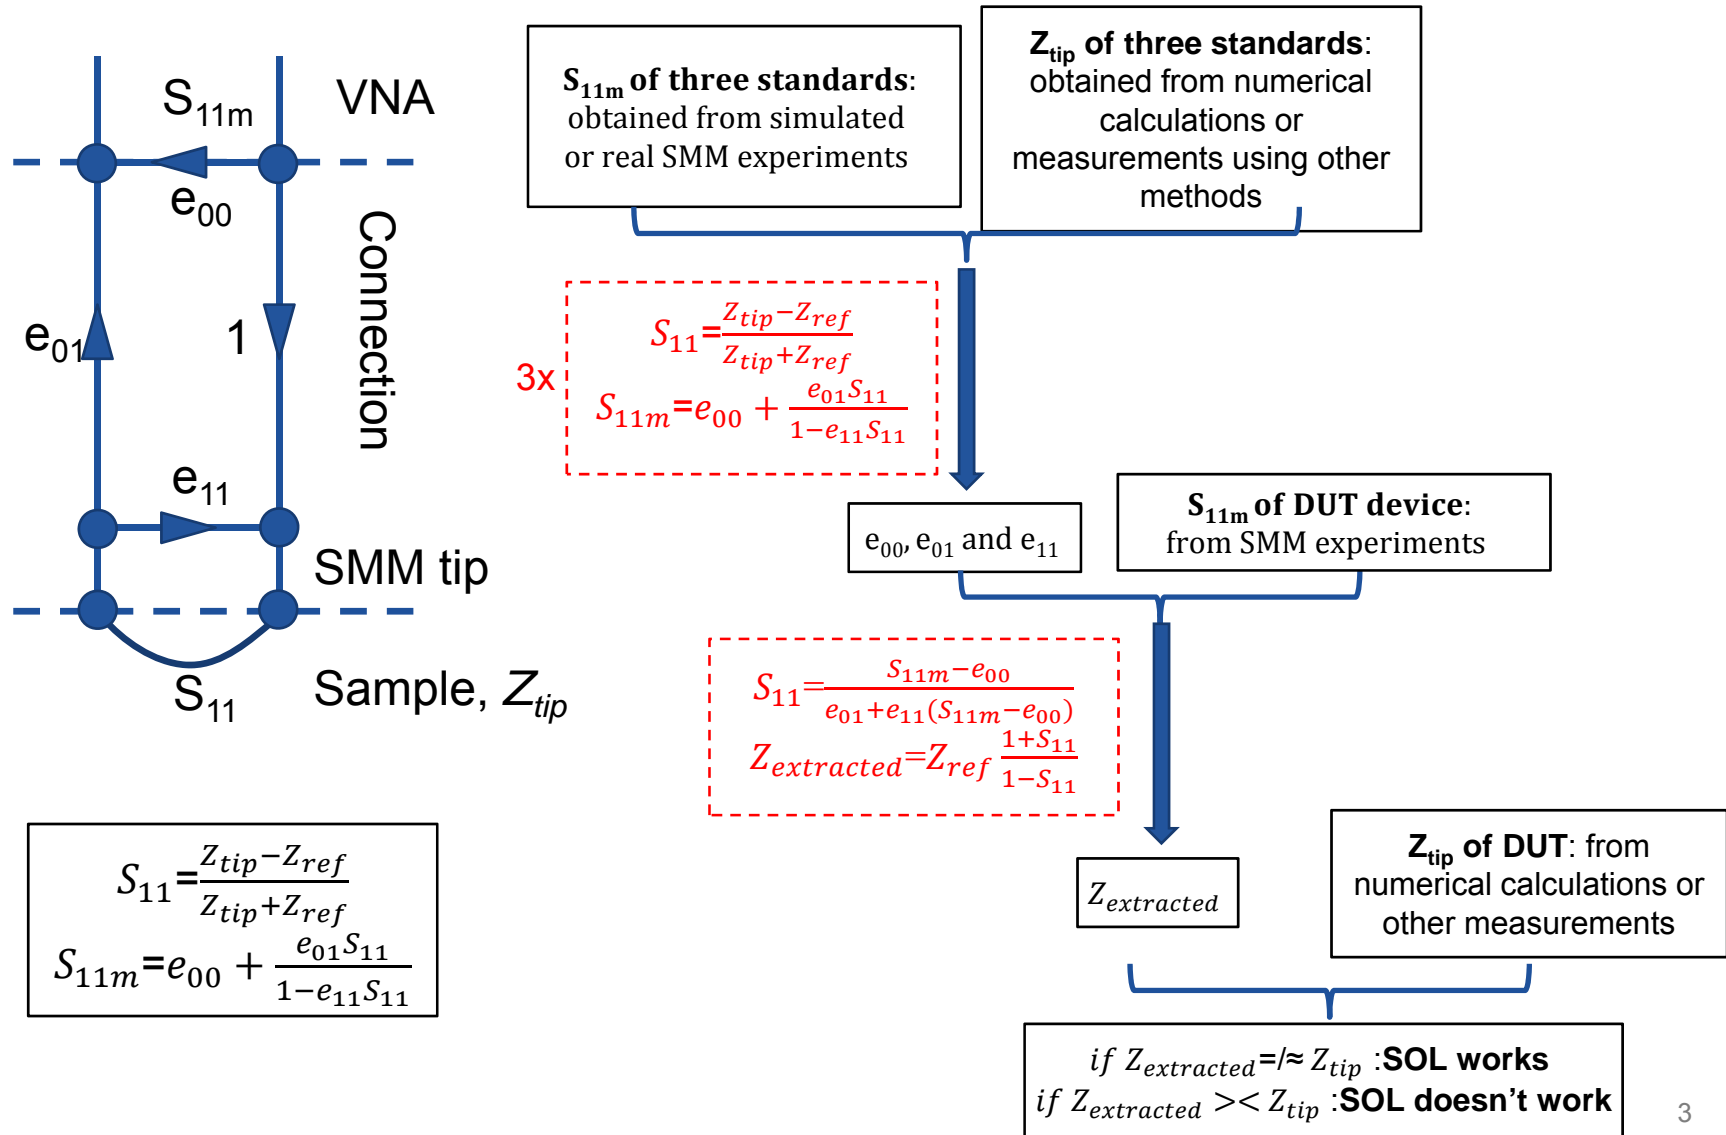 S11m
VNA
e00
Connection
e01
1
e11
SMM tip
S11
Sample, Ztip
S11=(Ztip−Zref)/(Ztip+Zref)
S11m=e00 + e01S11/(1−e11S11)
S11m of three standards:
obtained from simulated
or real SMM experiments
Ztip of three standards:
obtained from numerical
calculations or
measurements using other
methods
3x
S11=(Ztip−Zref)/(Ztip+Zref)
S11m=e00 + e01S11/(1−e11S11)
e00, e01 and e11
S11m of DUT device:
from SMM experiments
S11=(S11m−e00)/(e01+e11(S11m−e00))
Zextracted=Zref (1+S11)/(1−S11)
Zextracted
Ztip of DUT: from
numerical calculations or
other measurements
if Zextracted=/≈ Ztip :SOL works
if Zextracted >< Ztip :SOL doesn't work
3